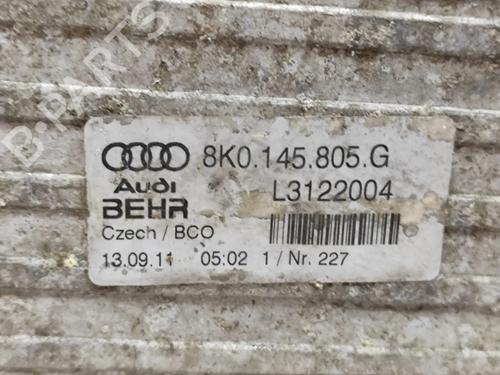 B-PARTS
8K0.145.805.G
Audi L3122004
BEHR
Czech / BCO
13.09.11 05:02 1 / Nr. 227